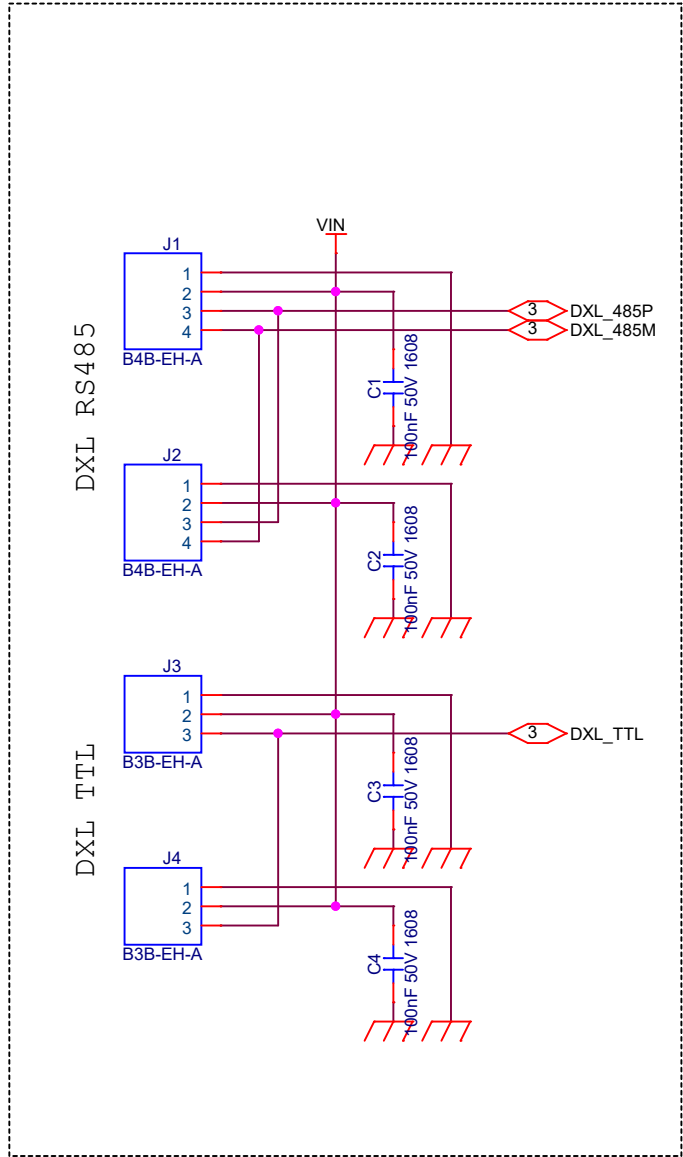 VIN
J1
1
2
3
4
B4B-EH-A
3 DXL_485P
3 DXL_485M
C1
100nF 50V 1608
DXL RS485
J2
1
2
3
4
B4B-EH-A
C2
100nF 50V 1608
J3
1
2
3
B3B-EH-A
3 DXL_TTL
C3
100nF 50V 1608
DXL TTL
J4
1
2
3
B3B-EH-A
C4
100nF 50V 1608